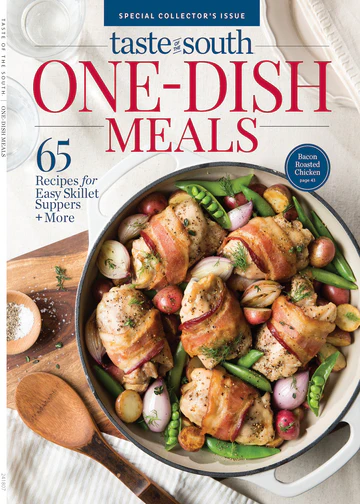 SPECIAL COLLECTOR'S ISSUE
taste OF THE south
ONE-DISH
MEALS
65
Recipes for
Easy Skillet
Suppers
+ More
Bacon
Roasted
Chicken
page 43
TASTE OF THE SOUTH | ONE-DISH MEALS